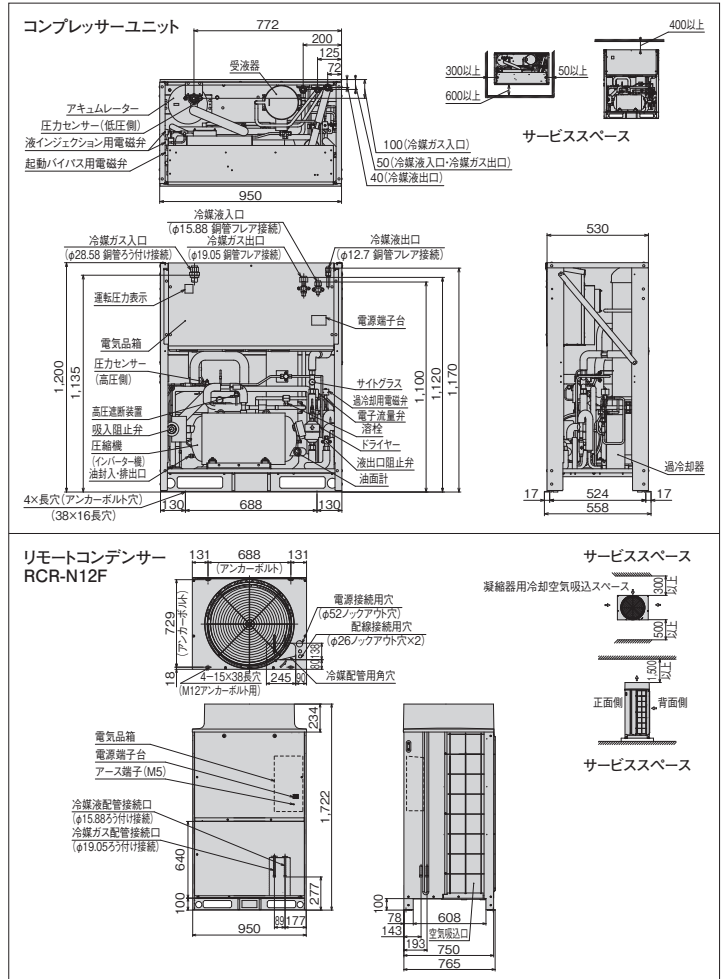 コンプレッサーユニット
772
200
125
72
受液器
アキュムレーター
圧力センサー(低圧側)
液インジェクション用電磁弁
起動バイパス用電磁弁
100(冷媒ガス入口)
50(冷媒液入口・冷媒ガス出口)
40(冷媒液出口)
950
400以上
300以上
50以上
600以上
サービススペース
冷媒液入口
(φ15.88 銅管フレア接続)
冷媒ガス入口
(φ28.58 銅管ろう付け接続)
冷媒ガス出口
(φ19.05 銅管フレア接続)
冷媒液出口
(φ12.7 銅管フレア接続)
運転圧力表示
電源端子台
電気品箱
圧力センサー
(高圧側)
サイトグラス
過冷却用電磁弁
電子流量弁
溶栓
ドライヤー
液出口阻止弁
油面計
高圧遮断装置
吸入阻止弁
圧縮機
(インバーター機)
油封入・排出口
4×長穴(アンカーボルト穴)
(38×16長穴)
1,200
1,135
1,100
1,120
1,170
130
688
130
530
過冷却器
17
524
17
558
リモートコンデンサー
RCR-N12F
131
688
131
(アンカーボルト)
729
(アンカーボルト)
18
電源接続用穴
(φ52ノックアウト穴)
配線接続用穴
(φ26ノックアウト穴×2)
136
80
冷媒配管用角穴
245
90
4−15×38長穴
(M12アンカーボルト用)
サービススペース
凝縮器用冷却空気吸込スペース
300
以上
500
以上
1,500
以上
正面側
背面側
サービススペース
234
電気品箱
電源端子台
アース端子(M5)
冷媒液配管接続口
(φ15.88ろう付け接続)
冷媒ガス配管接続口
(φ19.05ろう付け接続)
1,722
640
100
277
89
177
950
100
78
608
143
空気吸込口
193
750
765